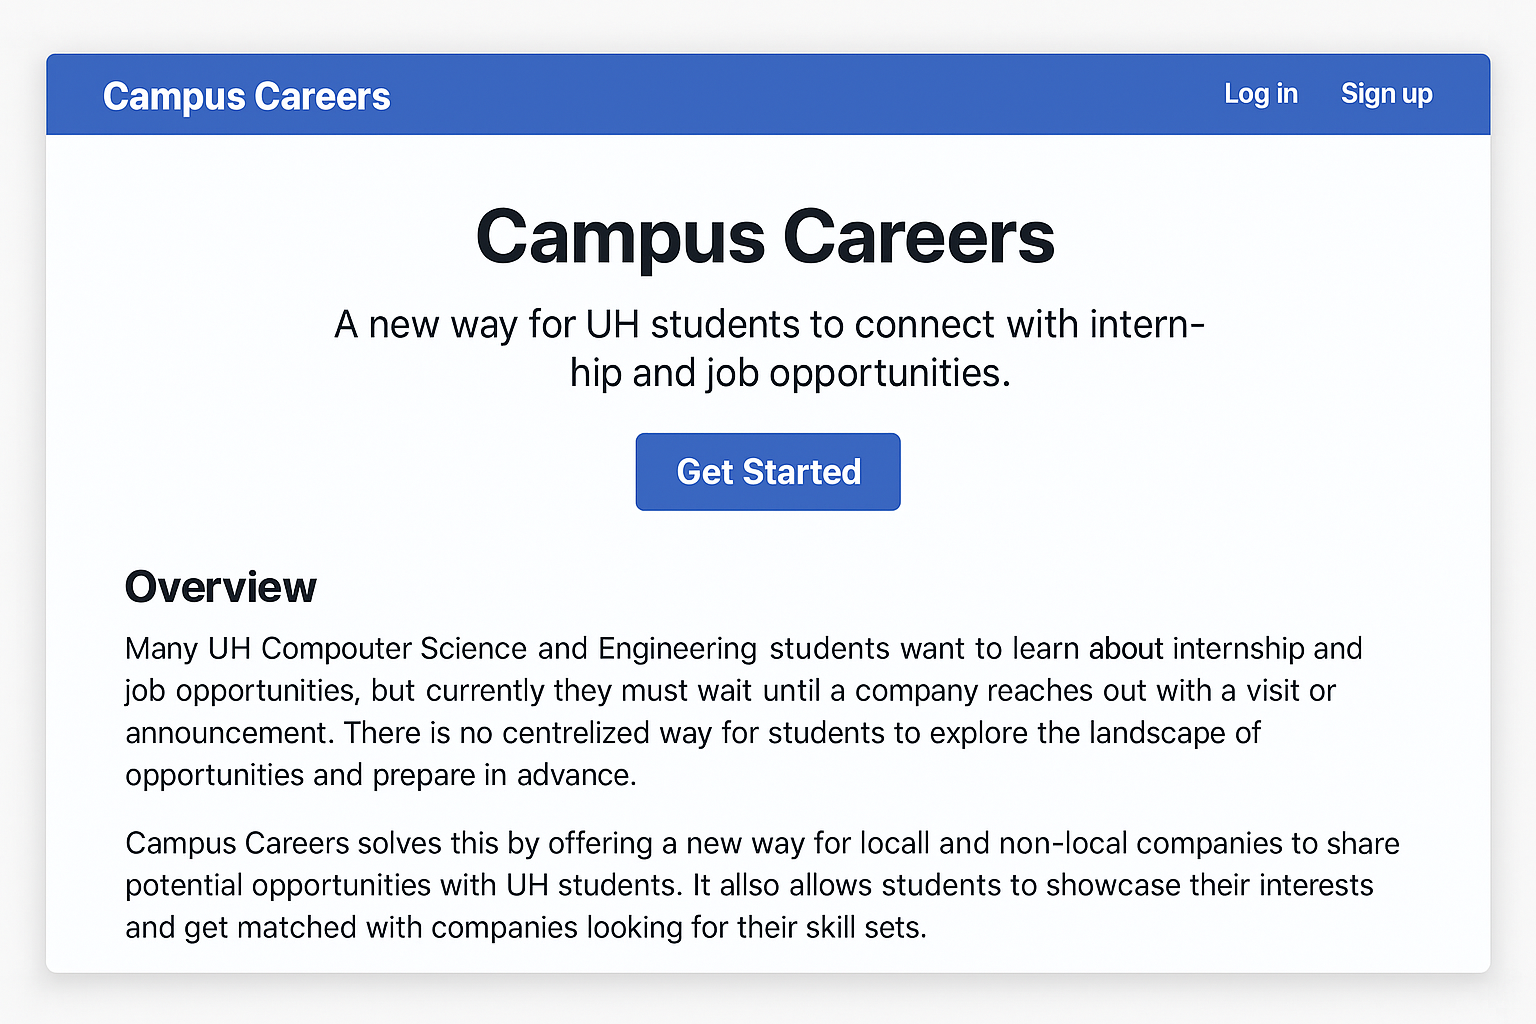 Campus Careers
Log in
Sign up
Campus Careers
A new way for UH students to connect with intern-
hip and job opportunities.
Get Started
Overview
Many UH Compouter Science and Engineering students want to learn about internship and
job opportunities, but currently they must wait until a company reaches out with a visit or
announcement. There is no centrelized way for students to explore the landscape of
opportunities and prepare in advance.
Campus Careers solves this by offering a new way for locall and non-local companies to share
potential opportunities with UH students. It allso allows students to showcase their interests
and get matched with companies looking for their skill sets.